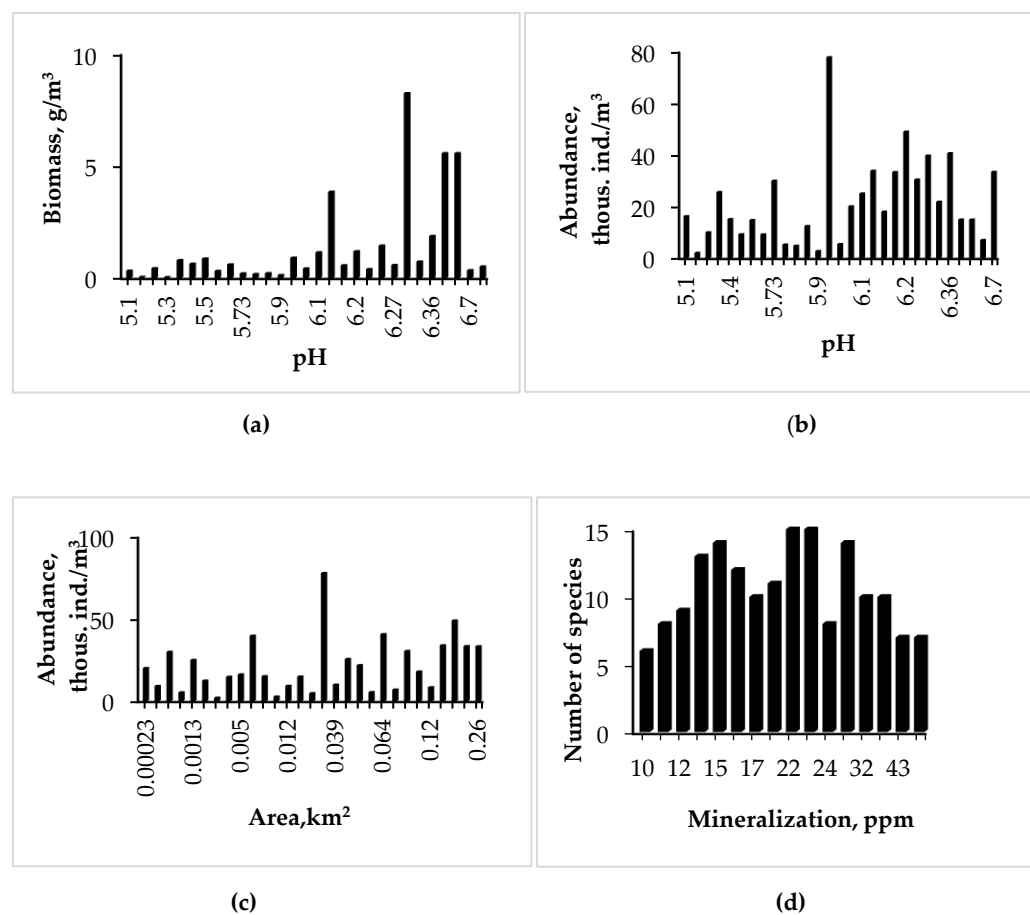 10
5
0
Biomass, g/m³
5.1
5.3
5.5
5.73
5.9
6.1
6.2
6.27
6.36
6.7
pH
(a)
80
60
40
20
0
Abundance,
thous. ind./m³
5.1
5.4
5.73
5.9
6.1
6.2
6.36
6.7
pH
(b)
100
50
0
Abundance,
thous. ind./m³
0.00023
0.0013
0.005
0.012
0.039
0.064
0.12
0.26
Area,km²
(c)
15
10
5
0
Number of species
10 12 15 17 22 24 32 43
Mineralization, ppm
(d)